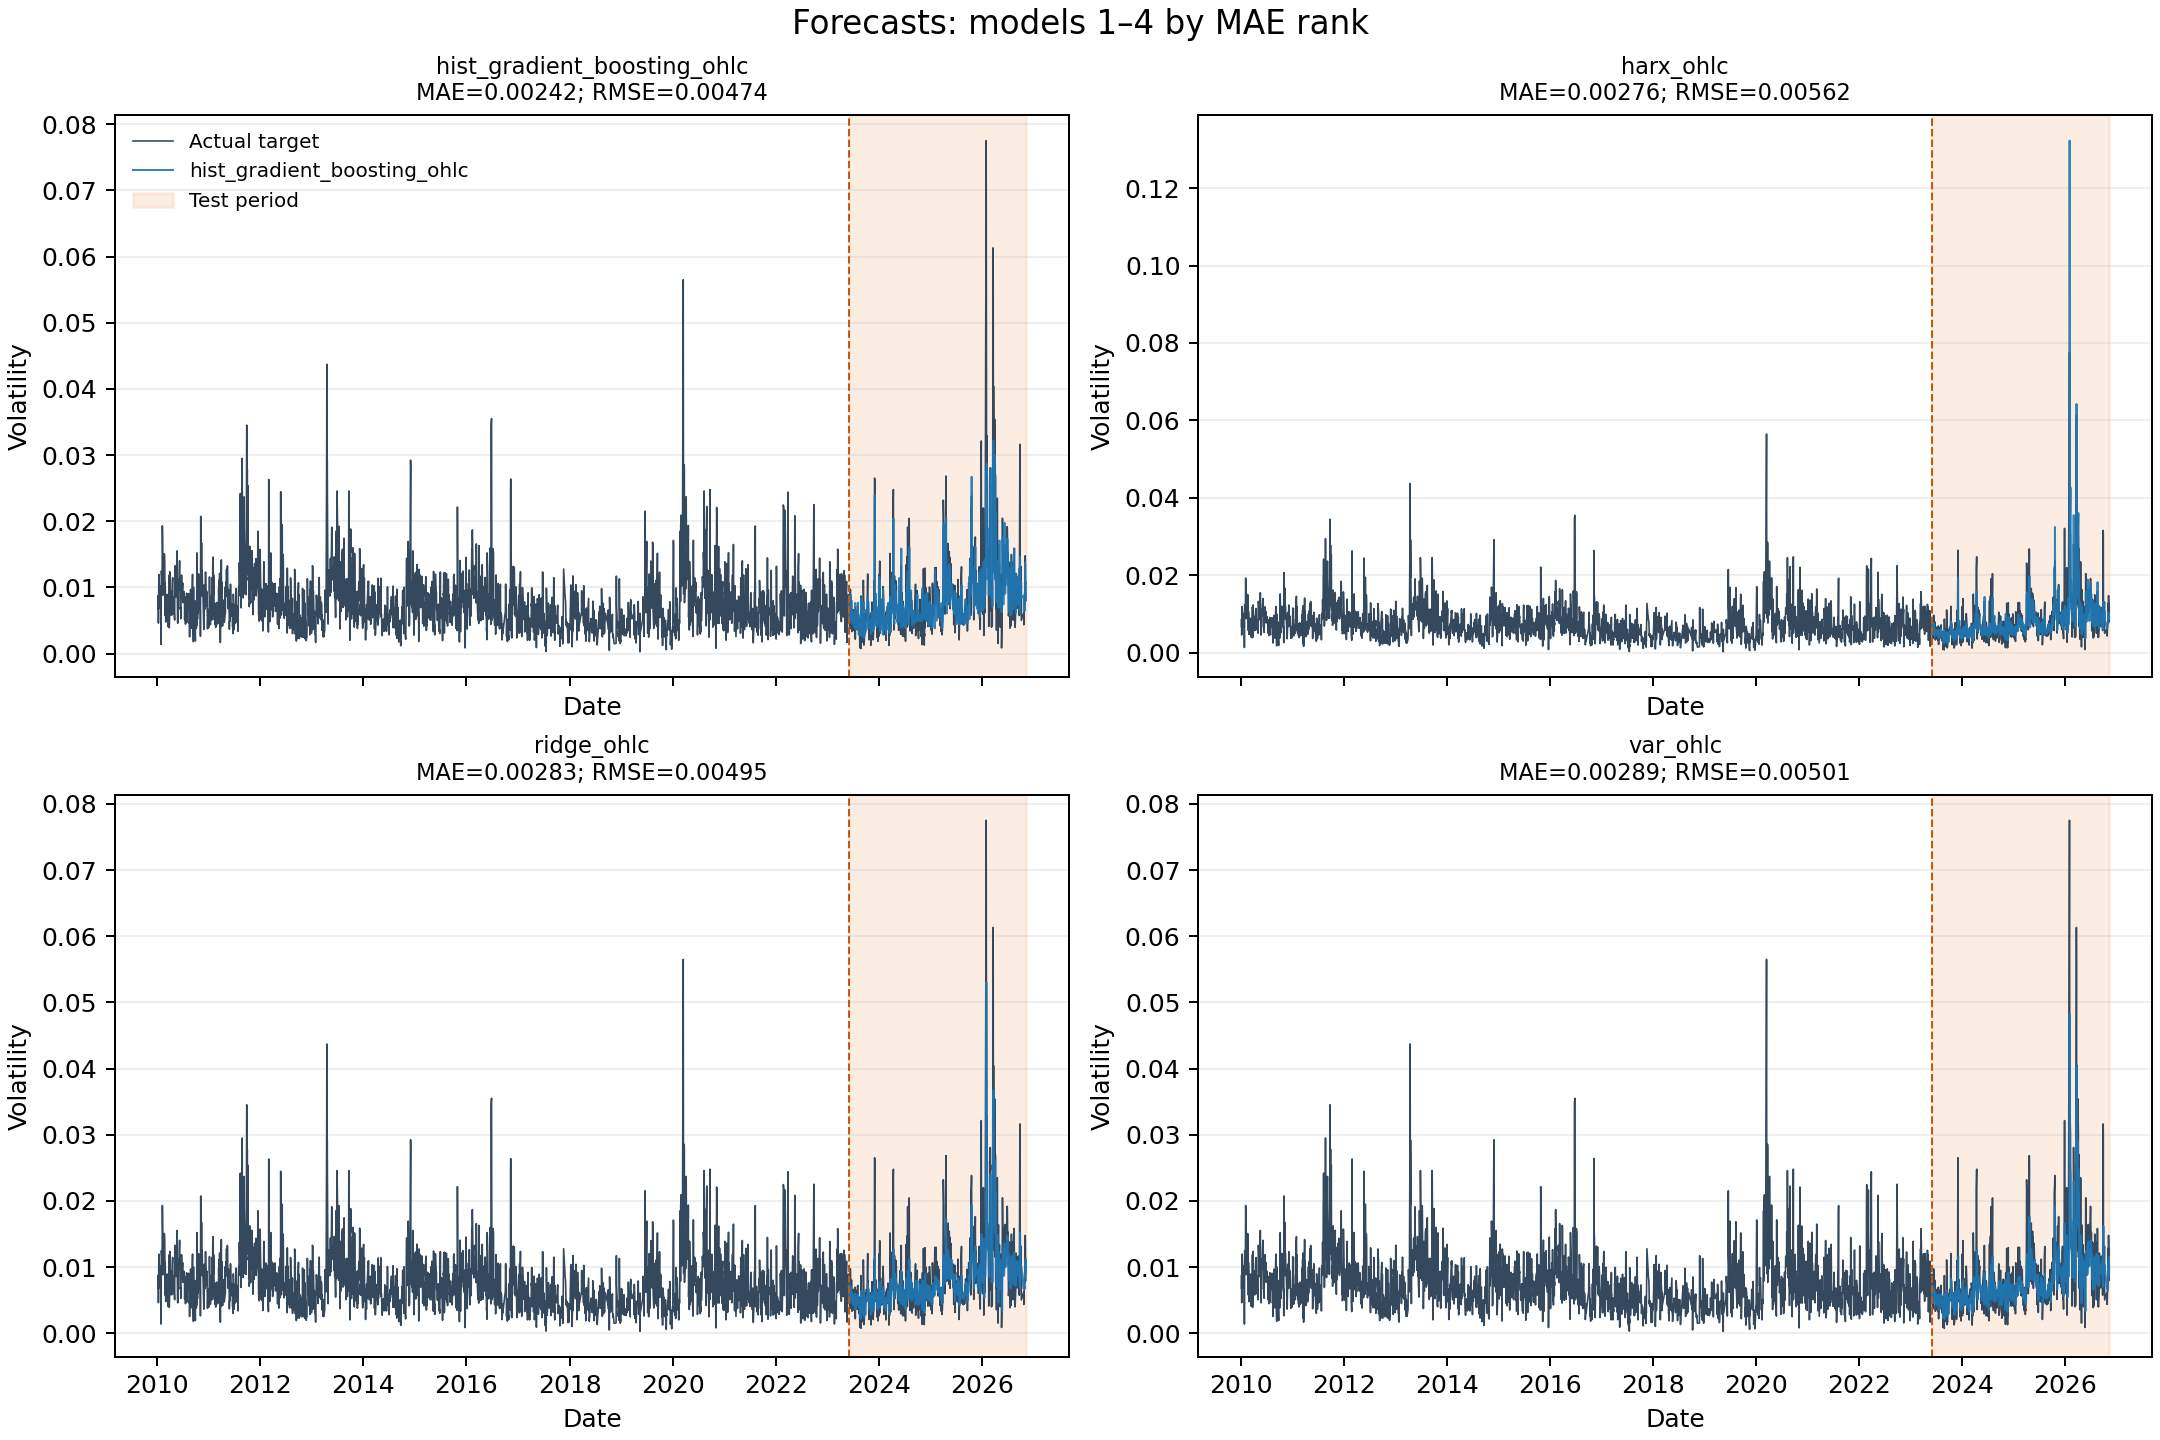 Forecasts: models 1–4 by MAE rank
hist_gradient_boosting_ohlc
MAE=0.00242; RMSE=0.00474
0.08
0.07
0.06
0.05
0.04
0.03
0.02
0.01
0.00
Volatility
Actual target
hist_gradient_boosting_ohlc
Test period
Date
harx_ohlc
MAE=0.00276; RMSE=0.00562
0.12
0.10
0.08
0.06
0.04
0.02
0.00
Volatility
Date
ridge_ohlc
MAE=0.00283; RMSE=0.00495
0.08
0.07
0.06
0.05
0.04
0.03
0.02
0.01
0.00
Volatility
2010 2012 2014 2016 2018 2020 2022 2024 2026
Date
var_ohlc
MAE=0.00289; RMSE=0.00501
0.08
0.07
0.06
0.05
0.04
0.03
0.02
0.01
0.00
Volatility
2010 2012 2014 2016 2018 2020 2022 2024 2026
Date